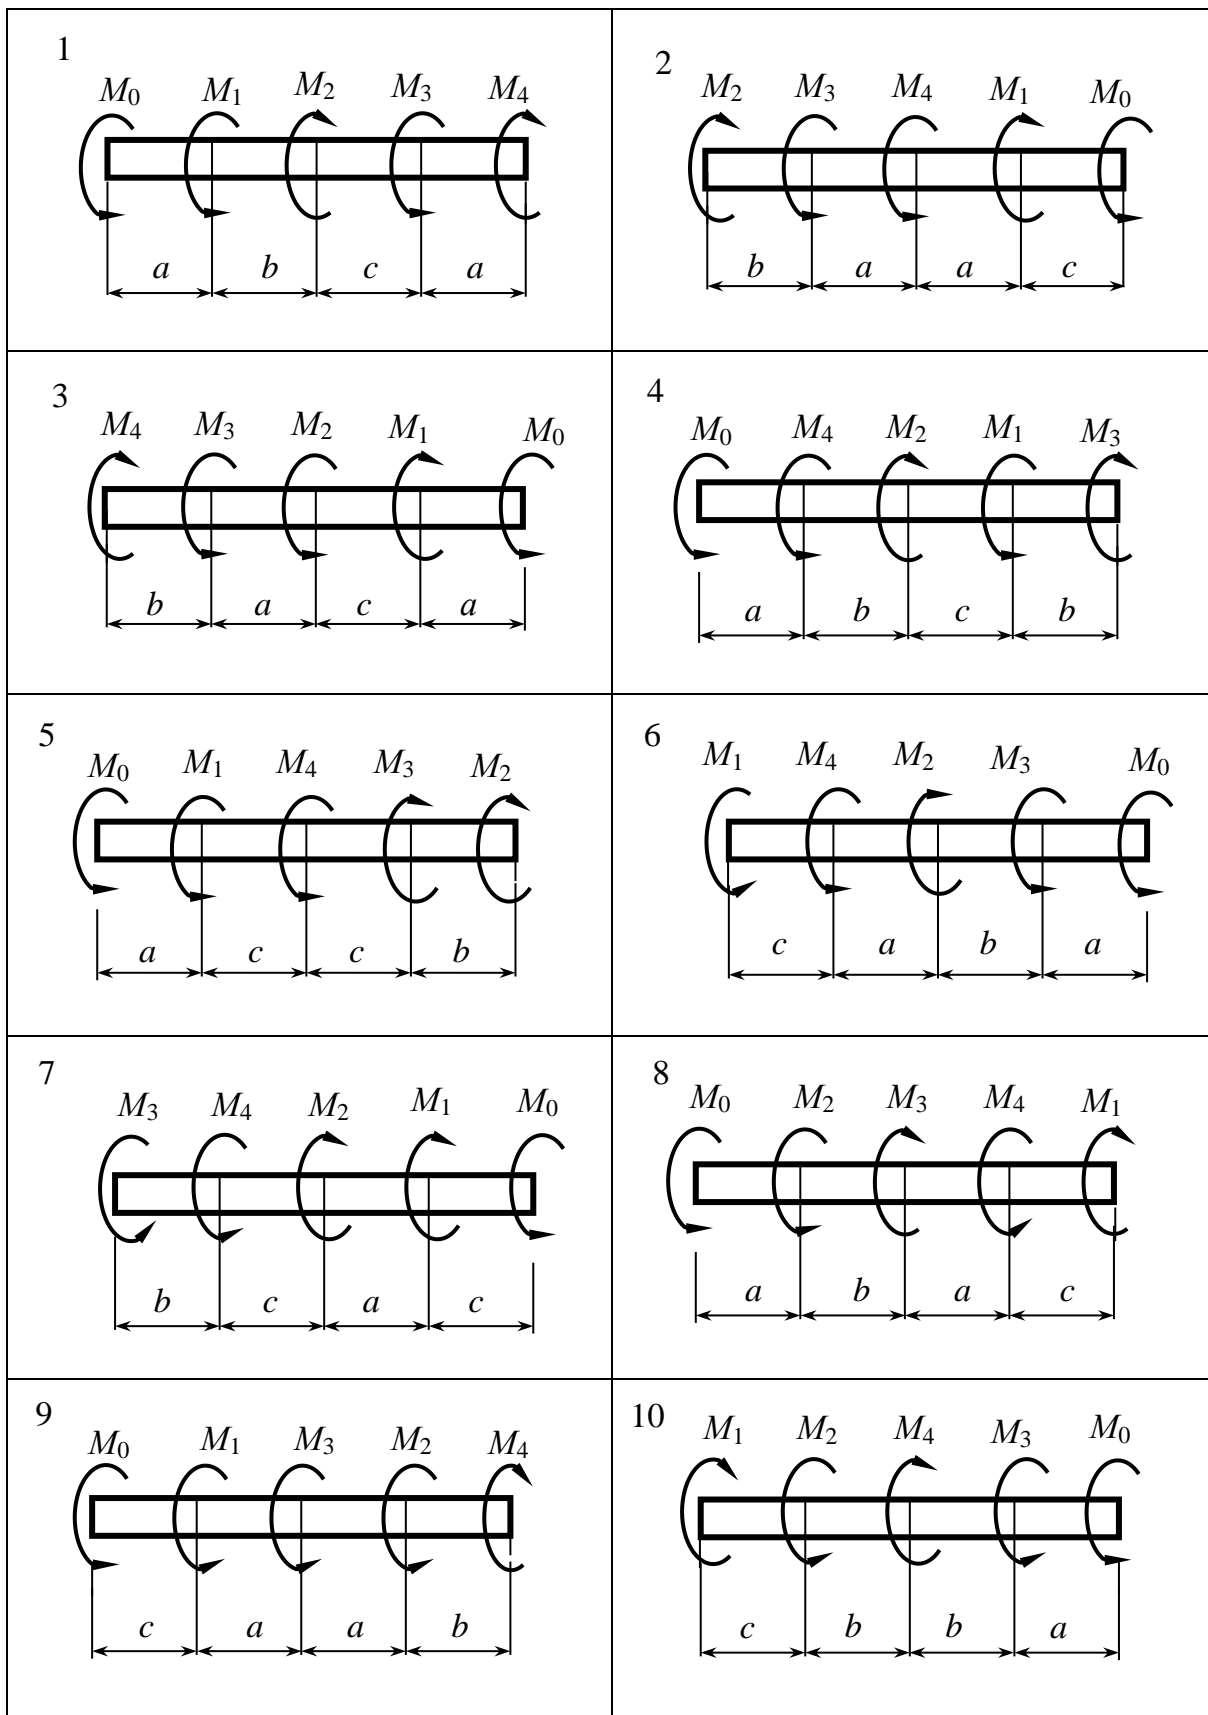 1
M0 M1 M2 M3 M4
a b c a
2
M2 M3 M4 M1 M0
b a a c
3
M4 M3 M2 M1 M0
b a c a
4
M0 M4 M2 M1 M3
a b c b
5
M0 M1 M4 M3 M2
a c c b
6
M1 M4 M2 M3 M0
c a b a
7
M3 M4 M2 M1 M0
b c a c
8
M0 M2 M3 M4 M1
a b a c
9
M0 M1 M3 M2 M4
c a a b
10
M1 M2 M4 M3 M0
c b b a